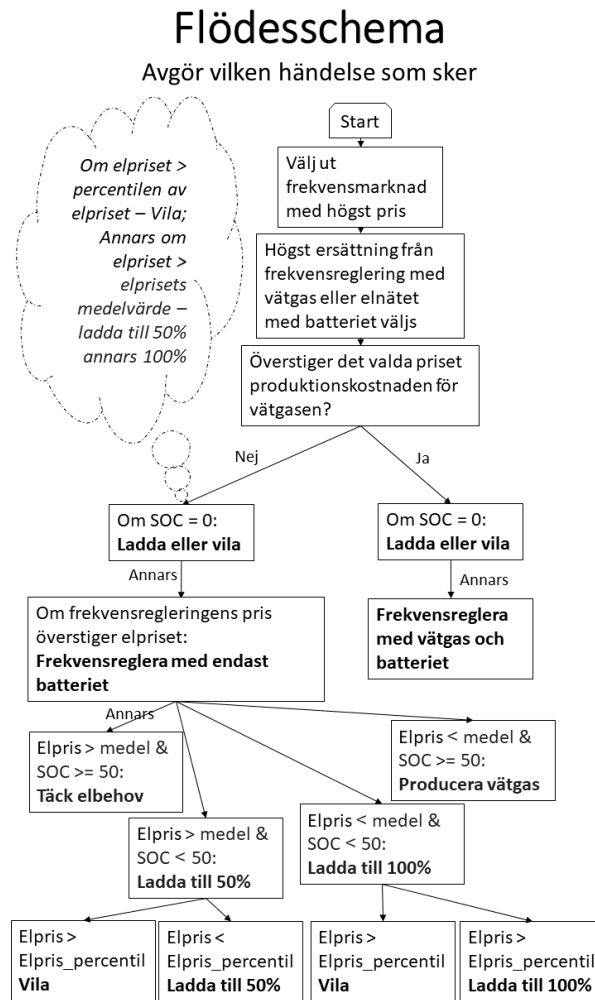 Flödesschema
Avgör vilken händelse som sker
Om elpriset >
percentilen av
elpriset – Vila;
Annars om
elpriset >
elprisets
medelvärde –
ladda till 50%
annars 100%
Start
Välj ut
frekvensmarknad
med högst pris
Högst ersättning från
frekvensreglering med
vätgas eller elnätet
med batteriet väljs
Överstiger det valda priset
produktionskostnaden för
vätgasen?
Nej
Ja
Om SOC = 0:
Ladda eller vila
Om SOC = 0:
Ladda eller vila
Annars
Annars
Om frekvensregleringens pris
överstiger elpriset:
Frekvensreglera med endast
batteriet
Frekvensreglera
med vätgas och
batteriet
Annars
Elpris > medel &
SOC >= 50:
Täck elbehov
Elpris < medel &
SOC >= 50:
Producera vätgas
Elpris > medel &
SOC < 50:
Ladda till 50%
Elpris < medel &
SOC < 50:
Ladda till 100%
Elpris >
Elpris_percentil
Vila
Elpris <
Elpris_percentil
Ladda till 50%
Elpris >
Elpris_percentil
Vila
Elpris >
Elpris_percentil
Ladda till 100%